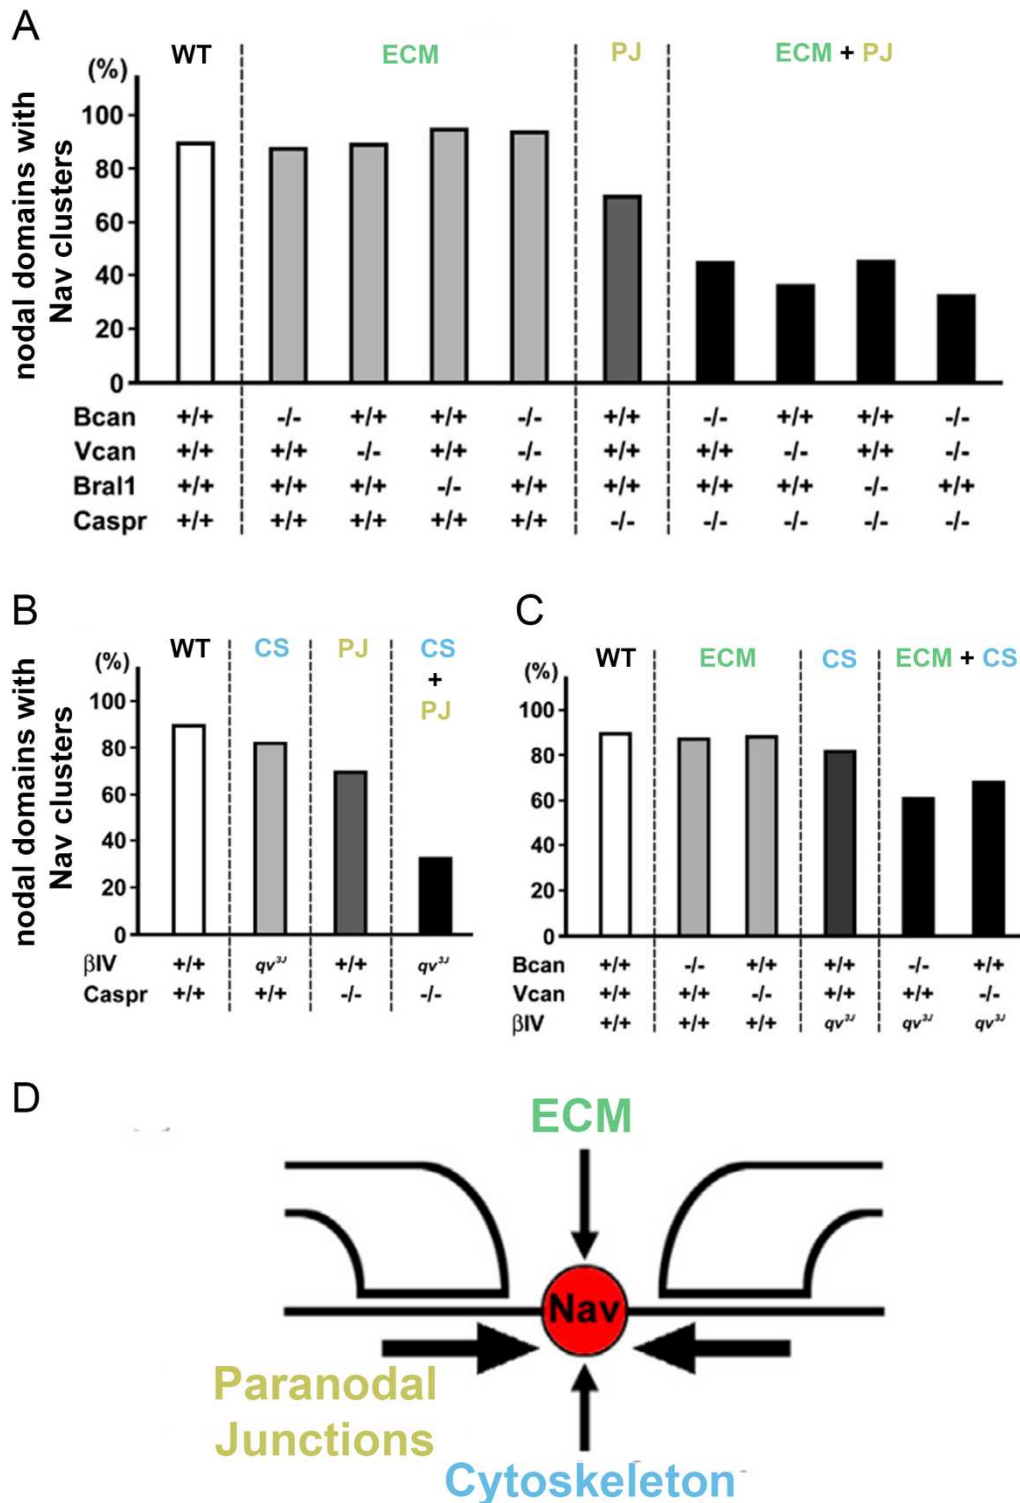 A
WT ECM PJ ECM + PJ
(%)
nodal domains with
Nav clusters
100
80
60
40
20
0
Bcan +/+ -/- +/+ +/+ -/- +/+ -/- +/+ +/+ -/-
Vcan +/+ +/+ -/- +/+ -/- +/+ +/+ -/- +/+ -/-
Bral1 +/+ +/+ +/+ -/- +/+ +/+ +/+ +/+ -/- +/+
Caspr +/+ +/+ +/+ +/+ +/+ -/- -/- -/- -/- -/-
B
WT CS PJ CS
+
PJ
(%)
nodal domains with
Nav clusters
100
80
60
40
20
0
βIV +/+ qv³ᴶ +/+ qv³ᴶ
Caspr +/+ +/+ -/- -/-
C
WT ECM CS ECM + CS
(%)
100
80
60
40
20
0
Bcan +/+ -/- +/+ +/+ -/- +/+
Vcan +/+ +/+ -/- +/+ +/+ -/-
βIV +/+ +/+ +/+ qv³ᴶ qv³ᴶ qv³ᴶ
D
ECM
Nav
Paranodal
Junctions
Cytoskeleton